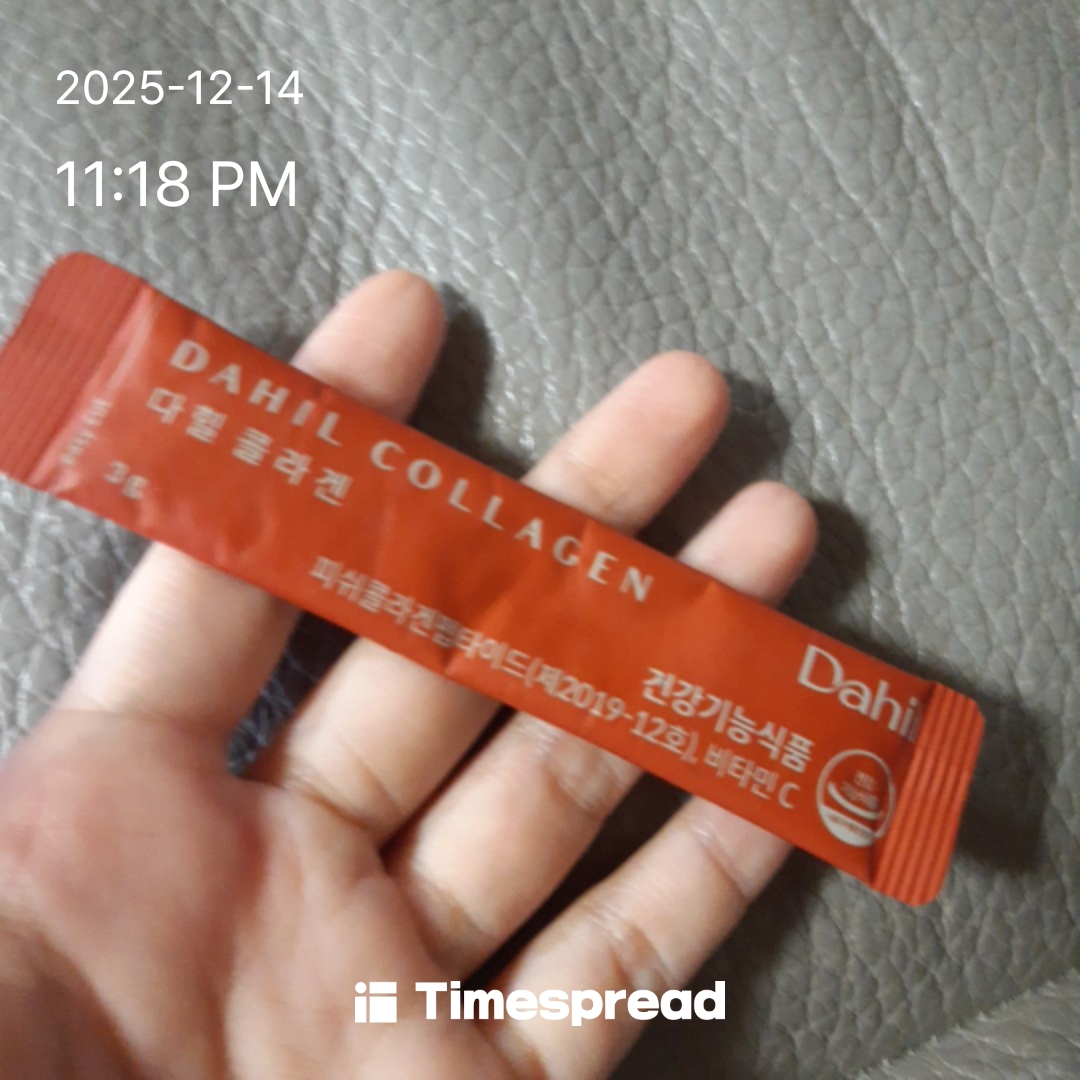 2025-12-14
11:18 PM
DAHIL COLLAGEN
다힐 콜라겐
3g
피쉬콜라겐펩타이드(제2019-12호), 비타민 C
건강기능식품
Dahil
Timespread